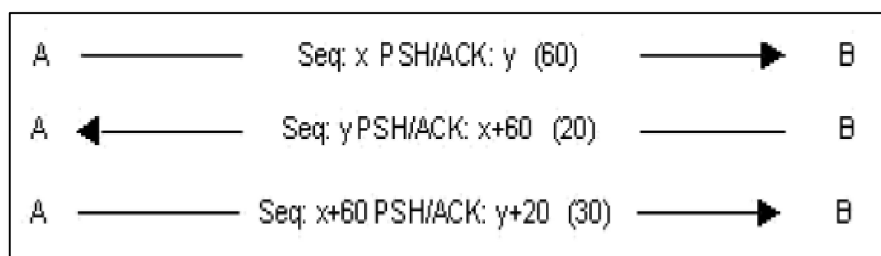 A Seq: x PSH/ACK: y (60) B
A Seq: y PSH/ACK: x+60 (20) B
A Seq: x+60 PSH/ACK: y+20 (30) B